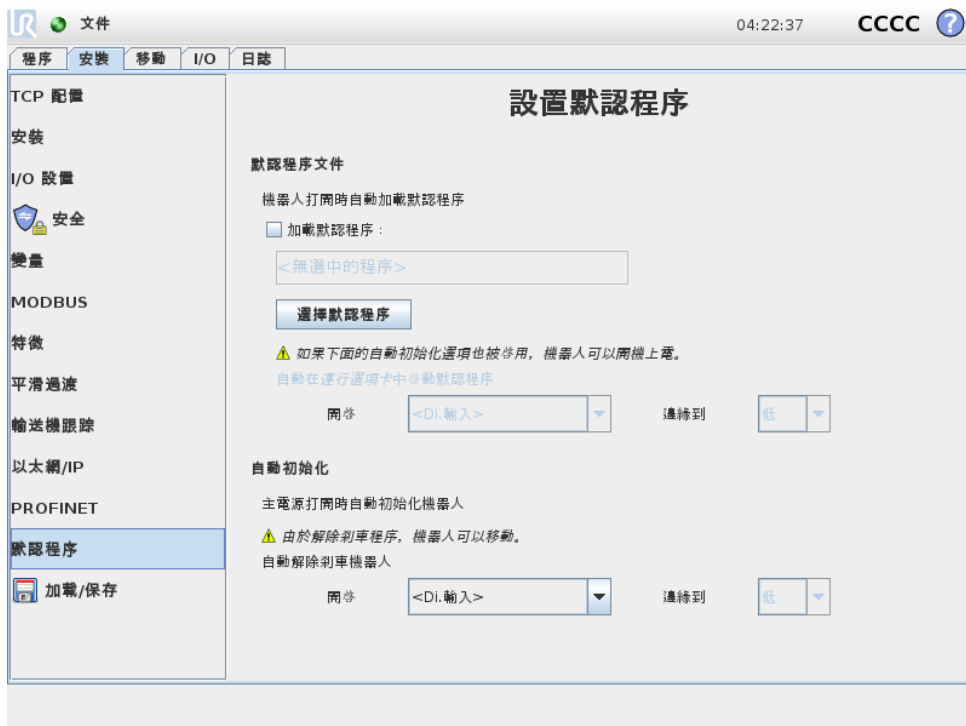 UR 文件 04:22:37 CCCC ?
程序 安裝 移動 I/O 日誌
TCP 配置
安裝
I/O 設置
安全
變量
MODBUS
特徵
平滑過渡
輸送機跟踪
以太網/IP
PROFINET
默認程序
加載/保存
設置默認程序
默認程序文件
機器人打開時自動加載默認程序
加載默認程序：
<無選中的程序>
選擇默認程序
如果下面的自動初始化選項也被啓用，機器人可以開機上電。
自動在運行選項卡中啓動默認程序
開啓 <Di.輸入> 邊緣到 低
自動初始化
主電源打開時自動初始化機器人
由於解除剎車程序，機器人可以移動。
自動解除剎車機器人
開啓 <Di.輸入> 邊緣到 低